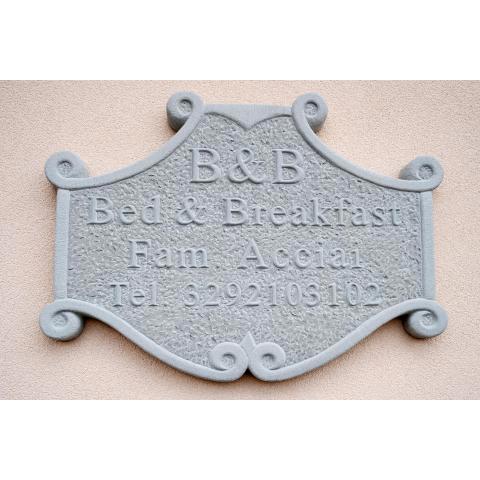 B&B
Bed & Breakfast
Fam Acciai
Tel 3292103102